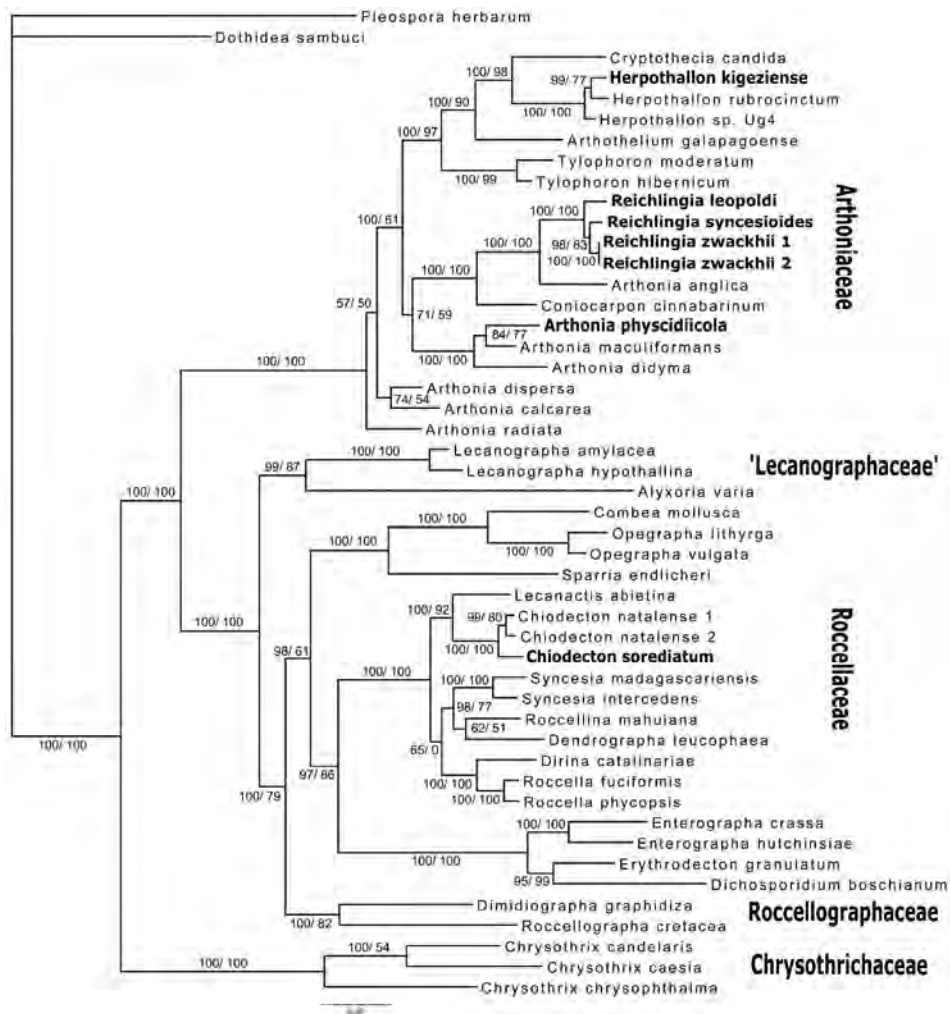 Pleospora herbarum
Dothidea sambuci
Cryptothecia candida
100/ 98
99/ 77
Herpothallon kigeziense
Herpothallon rubrocinctum
100/ 90
100/ 100
Herpothallon sp. Ug4
100/ 97
Arthothelium galapagoense
Tylophoron moderatum
100/ 99
Tylophoron hibernicum
Arthoniaceae
Reichlingia leopoldi
100/ 100
Reichlingia syncesioides
100/ 61
98/ 83
Reichlingia zwackhii 1
100/ 100
100/ 100
Reichlingia zwackhii 2
100/ 100
Arthonia anglica
57/ 50
Coniocarpon cinnabarinum
71/ 59
Arthonia physcidiicola
84/ 77
Arthonia maculiformans
100/ 100
100/ 100
Arthonia didyma
Arthonia dispersa
74/ 54
Arthonia calcarea
Arthonia radiata
100/ 100
Lecanographa amylacea
99/ 87
'Lecanographaceae'
Lecanographa hypothallina
100/ 100
Alyxoria varia
Combea mollusca
100/ 100
Opegrapha lithyrga
100/ 100
Opegrapha vulgata
Sparria endlicheri
Lecanactis abietina
100/ 92
99/ 80
Chiodecton natalense 1
Chiodecton natalense 2
100/ 100
100/ 100
Chiodecton sorediatum
98/ 61
Roccellaceae
100/ 100
100/ 100
Syncesia madagascariensis
Syncesia intercedens
98/ 77
Roccellina mahuiana
62/ 51
Dendrographa leucophaea
65/ 0
100/ 100
Dirina catalinariae
97/ 86
100/ 100
Roccella fuciformis
100/ 79
100/ 100
Roccella phycopsis
Enterographa crassa
100/ 100
Enterographa hutchinsiae
100/ 100
Erythrodecton granulatum
95/ 99
Dichosporidium boschianum
Dimidiographa graphidiza
Roccellographaceae
100/ 82
Roccellographa cretacea
100/ 54
Chrysothrix candelaris
100/ 100
Chrysothrix caesia
Chrysothrichaceae
Chrysothrix chrysophthalma